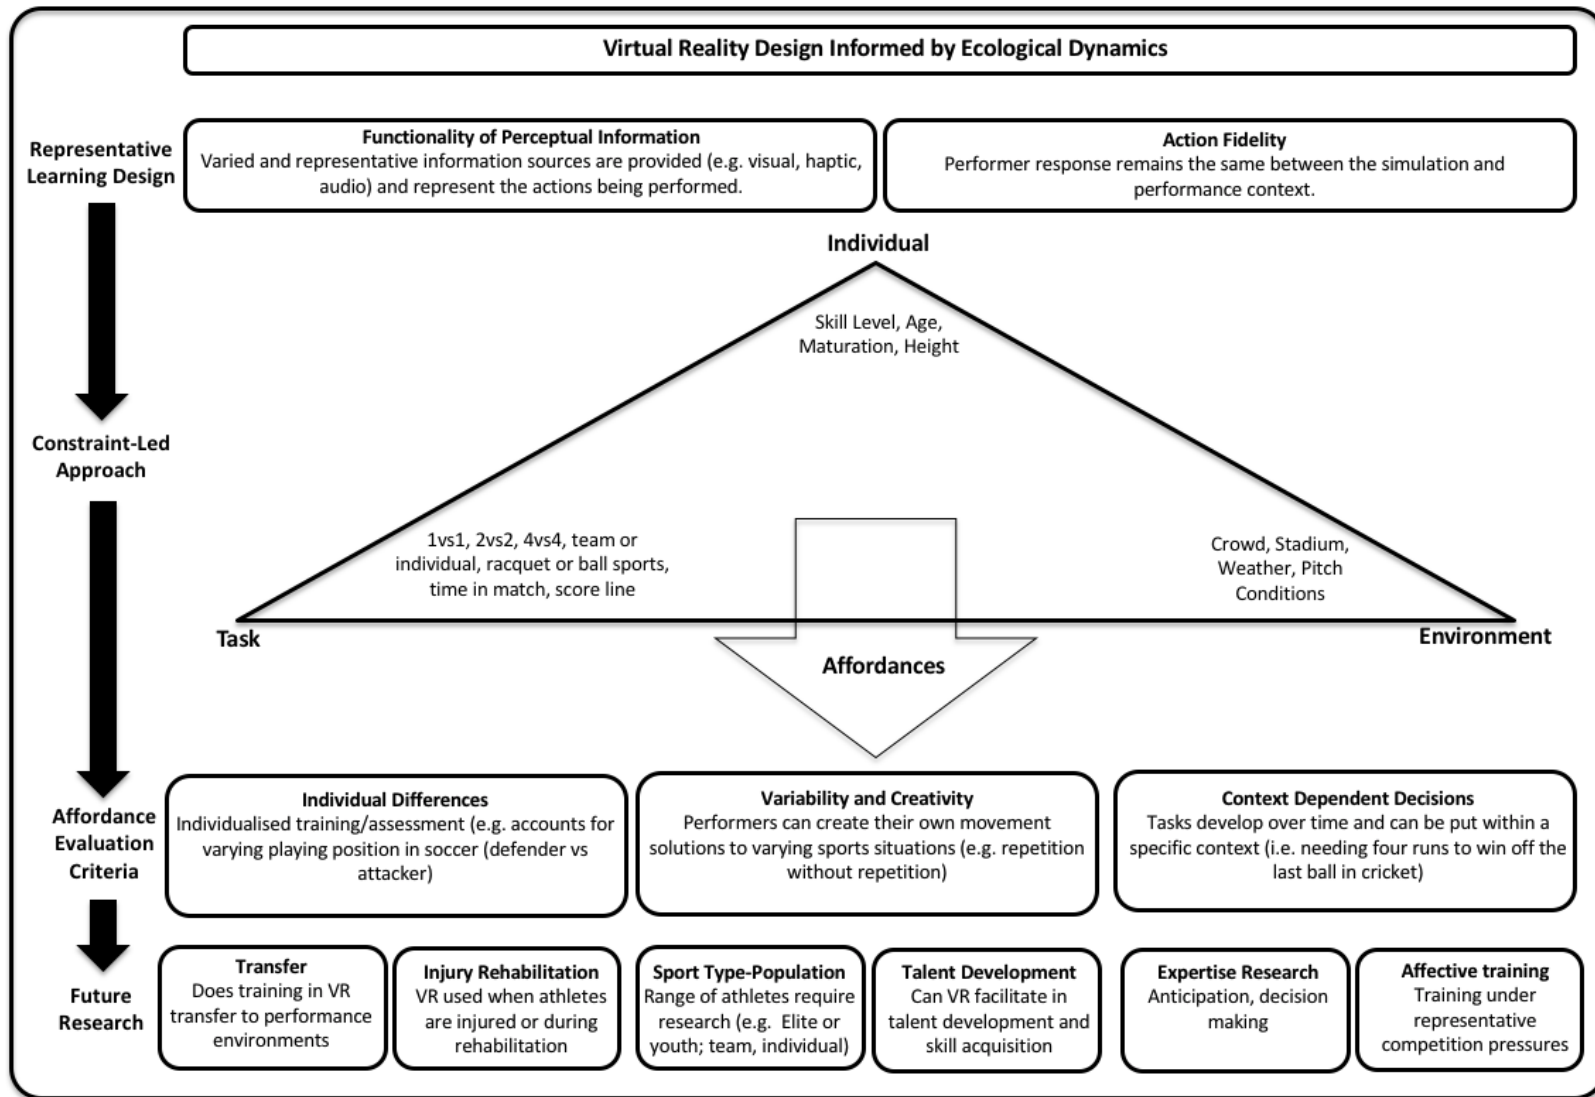 Virtual Reality Design Informed by Ecological Dynamics
Representative
Learning Design
Functionality of Perceptual Information
Varied and representative information sources are provided (e.g. visual, haptic,
audio) and represent the actions being performed.
Action Fidelity
Performer response remains the same between the simulation and
performance context.
Individual
Skill Level, Age,
Maturation, Height
Constraint-Led
Approach
1vs1, 2vs2, 4vs4, team or
individual, racquet or ball sports,
time in match, score line
Crowd, Stadium,
Weather, Pitch
Conditions
Task
Environment
Affordances
Affordance
Evaluation
Criteria
Individual Differences
Individualised training/assessment (e.g. accounts for
varying playing position in soccer (defender vs
attacker)
Variability and Creativity
Performers can create their own movement
solutions to varying sports situations (e.g. repetition
without repetition)
Context Dependent Decisions
Tasks develop over time and can be put within a
specific context (i.e. needing four runs to win off the
last ball in cricket)
Future
Research
Transfer
Does training in VR
transfer to performance
environments
Injury Rehabilitation
VR used when athletes
are injured or during
rehabilitation
Sport Type-Population
Range of athletes require
research (e.g. Elite or
youth; team, individual)
Talent Development
Can VR facilitate in
talent development and
skill acquisition
Expertise Research
Anticipation, decision
making
Affective training
Training under
representative
competition pressures